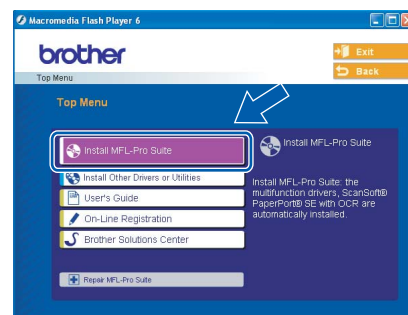 Macromedia Flash Player 6
brother
Exit
Back
Top Menu
Top Menu
Install MFL-Pro Suite
Install Other Drivers or Utilities
User's Guide
On-Line Registration
Brother Solutions Center
Repair MFL-Pro Suite
Install MFL-Pro Suite
Install MFL-Pro Suite: the
multifunction drivers, ScanSoft®
PaperPort® SE with OCR are
automatically installed.